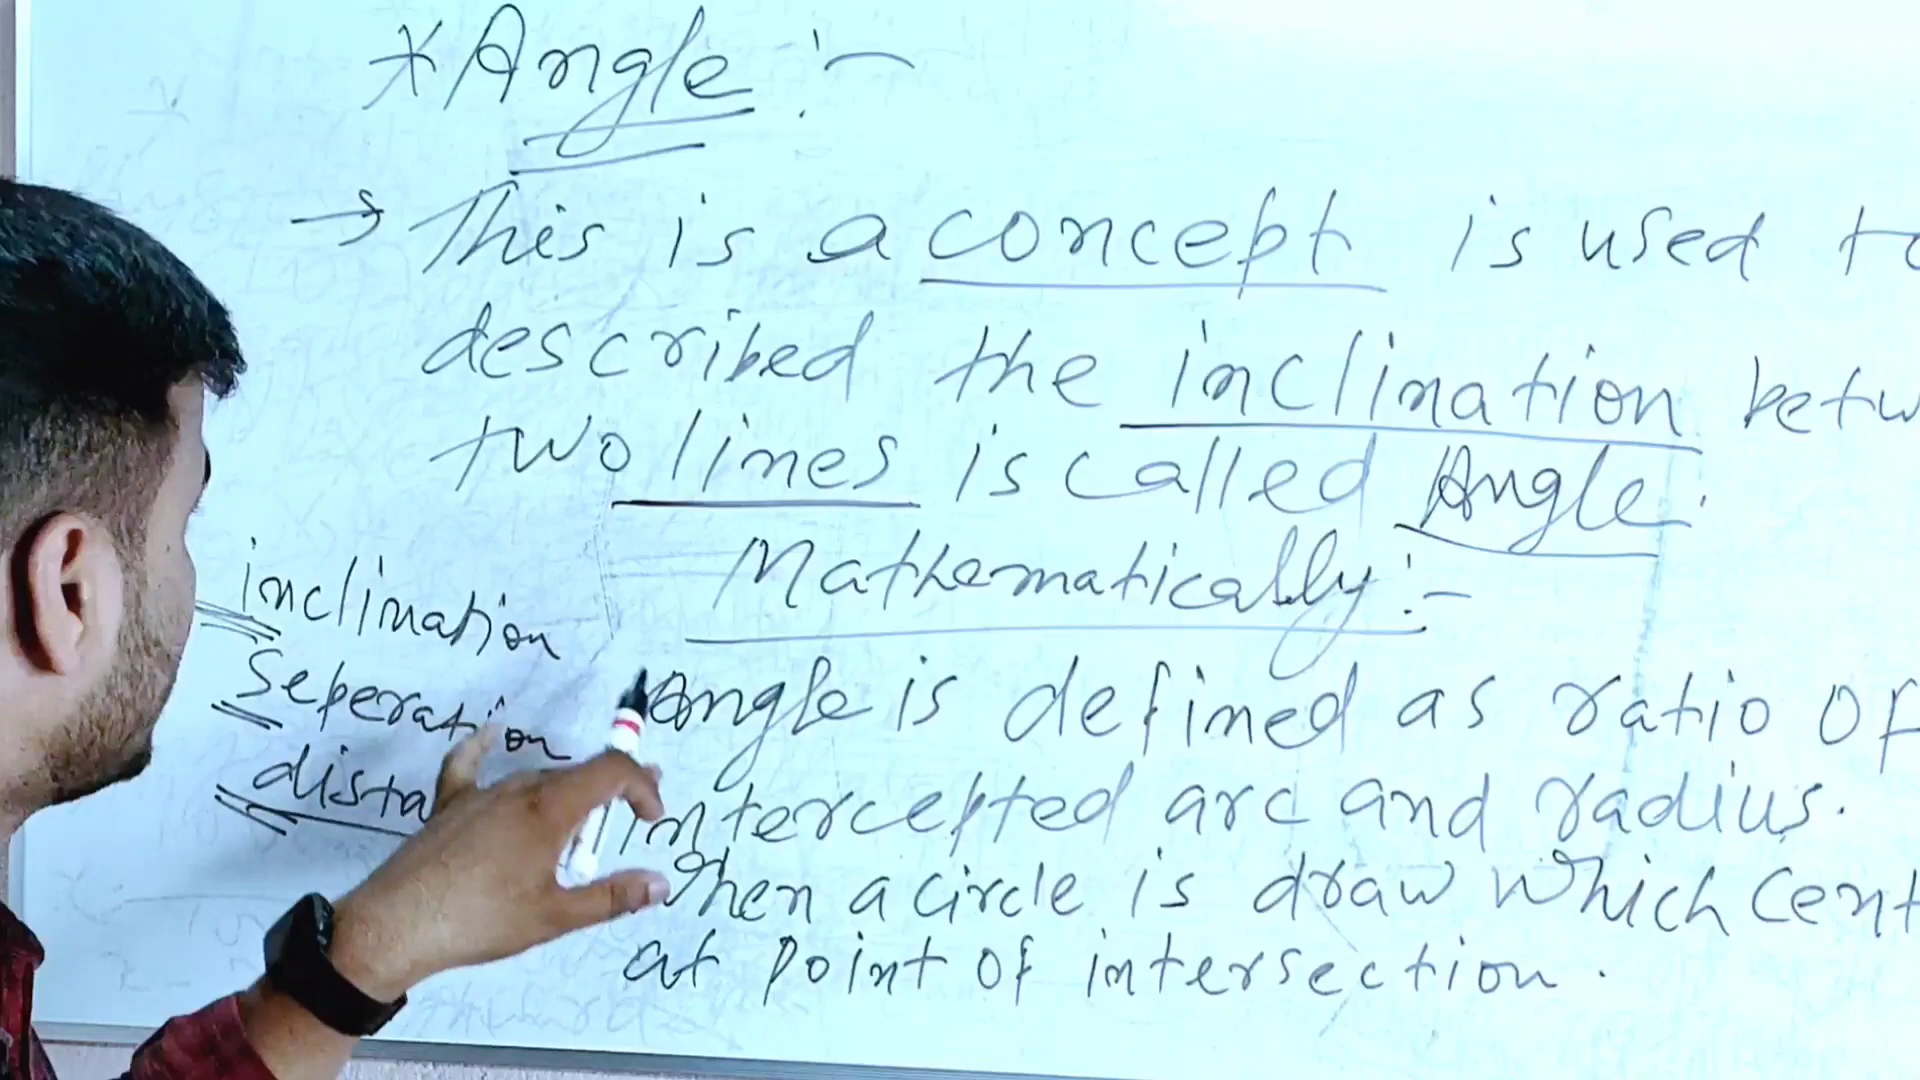 * Angle :-
→ This is a concept is used to
described the inclination betw
two lines is called Angle.
Mathematically :-
Angle is defined as ratio of
intercepted arc and radius.
When a circle is draw which cent
at point of intersection.
inclination
Seperation
dista